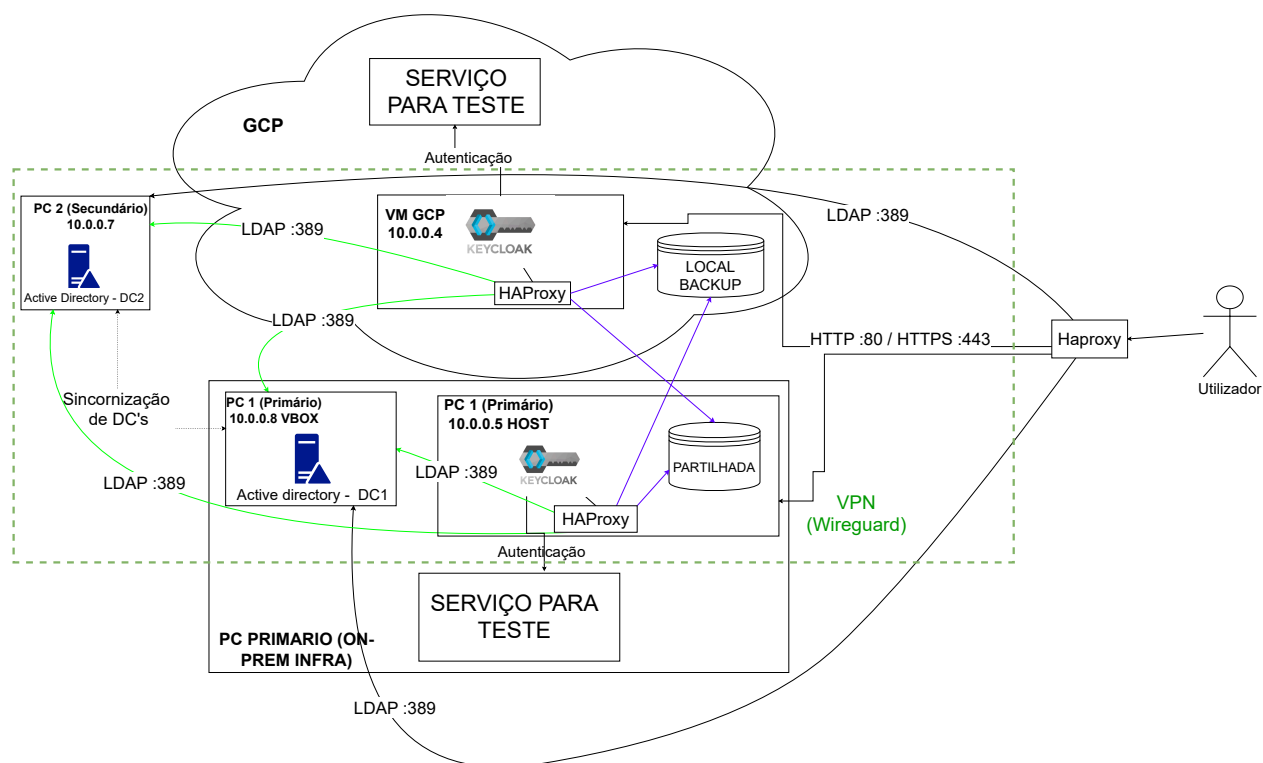 SERVIÇO
PARA TESTE
GCP
Autenticação
PC 2 (Secundário)
10.0.0.7
Active Directory - DC2
LDAP :389
VM GCP
10.0.0.4
KEYCLOAK
HAProxy
LOCAL
BACKUP
LDAP :389
LDAP :389
HTTP :80 / HTTPS :443
Haproxy
Utilizador
Sincornização
de DC's
PC 1 (Primário)
10.0.0.8 VBOX
Active directory - DC1
PC 1 (Primário)
10.0.0.5 HOST
KEYCLOAK
HAProxy
PARTILHADA
LDAP :389
LDAP :389
VPN
(Wireguard)
Autenticação
SERVIÇO PARA
TESTE
PC PRIMARIO (ON-
PREM INFRA)
LDAP :389